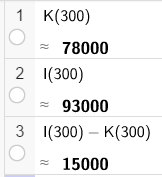 1 K(300)
≈ 78000
2 I(300)
≈ 93000
3 I(300) – K(300)
≈ 15000